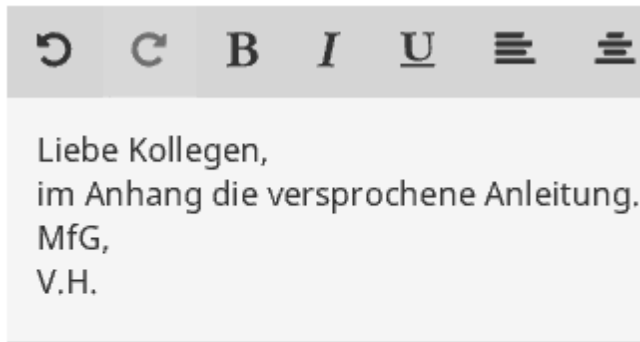 B I U
Liebe Kollegen,
im Anhang die versprochene Anleitung.
MfG,
V.H.